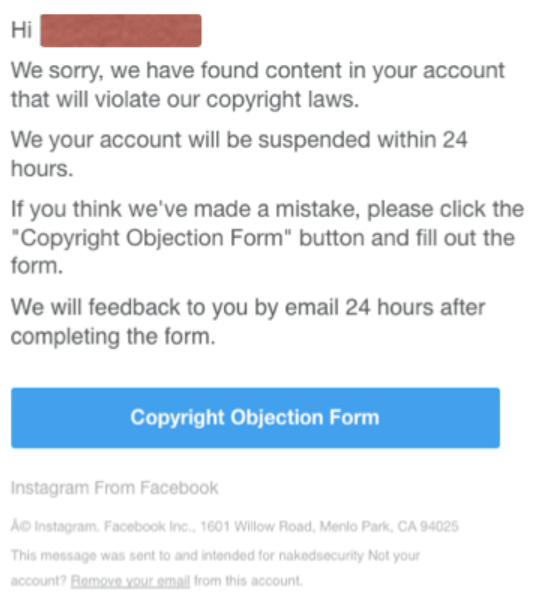 Hi
We sorry, we have found content in your account
that will violate our copyright laws.
We your account will be suspended within 24
hours.
If you think we've made a mistake, please click the
"Copyright Objection Form" button and fill out the
form.
We will feedback to you by email 24 hours after
completing the form.
Copyright Objection Form
Instagram From Facebook
Â© Instagram. Facebook Inc., 1601 Willow Road, Menlo Park, CA 94025
This message was sent to and intended for nakedsecurity Not your
account? Remove your email from this account.